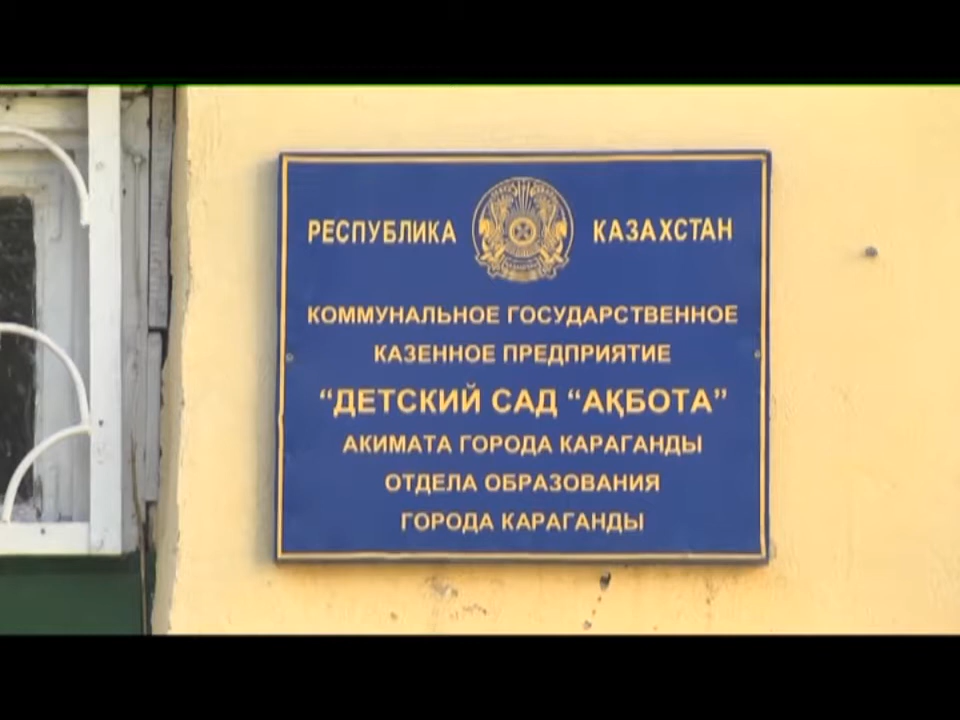 РЕСПУБЛИКА КАЗАХСТАН
КОММУНАЛЬНОЕ ГОСУДАРСТВЕННОЕ
КАЗЕННОЕ ПРЕДПРИЯТИЕ
“ДЕТСКИЙ САД “АҚБОТА”
АКИМАТА ГОРОДА КАРАГАНДЫ
ОТДЕЛА ОБРАЗОВАНИЯ
ГОРОДА КАРАГАНДЫ